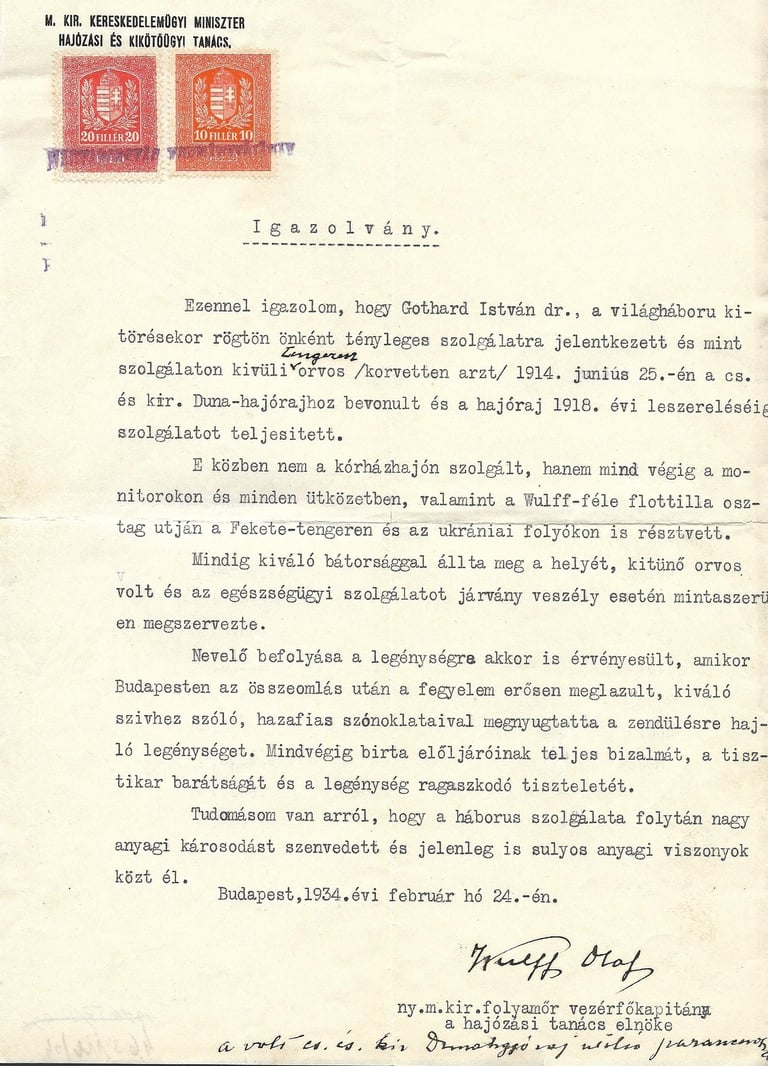 M. KIR. KERESKEDELEMÜGYI MINISZTER
HAJÓZÁSI ÉS KIKÖTŐÜGYI TANÁCS.
20 FILLÉR 20
10 FILLÉR 10
Igazolvány.
Ezennel igazolom, hogy Gothard István dr., a világháboru ki-
törésekor rögtön önként tényleges szolgálatra jelentkezett és mint
tengerész
szolgálaton kivüli orvos /korvetten arzt/ 1914. junius 25.-én a cs.
és kir. Duna-hajórajhoz bevonult és a hajóraj 1918. évi leszereléséig
szolgálatot teljesitett.
E közben nem a kórházhajón szolgált, hanem mind végig a mo-
nitorokon és minden ütközetben, valamint a Wulff-féle flottilla osz-
tag utján a Fekete-tengeren és az ukrániai folyókon is résztvett.
Mindig kiváló bátorsággal állta meg a helyét, kitünő orvos
volt és az egészségügyi szolgálatot járvány veszély esetén mintaszerü
en megszervezte.
Nevelő befolyása a legénységre akkor is érvényesült, amikor
Budapesten az összeomlás után a fegyelem erősen meglazult, kiváló
szivhez szóló, hazafias szónoklataival megnyugtatta a zendülésre haj-
ló legénységet. Mindvégig birta előljáróinak teljes bizalmát, a tisz-
tikar barátságát és a legénység ragaszkodó tiszteletét.
Tudomásom van arról, hogy a háborus szolgálata folytán nagy
anyagi károsodást szenvedett és jelenleg is sulyos anyagi viszonyok
közt él.
Budapest,1934.évi február hó 24.-én.
Wulff Olaf
ny.m.kir.folyamőr vezérfőkapitány
a hajózási tanács elnöke
a volt cs. és. kir Dunahajóraj utolsó